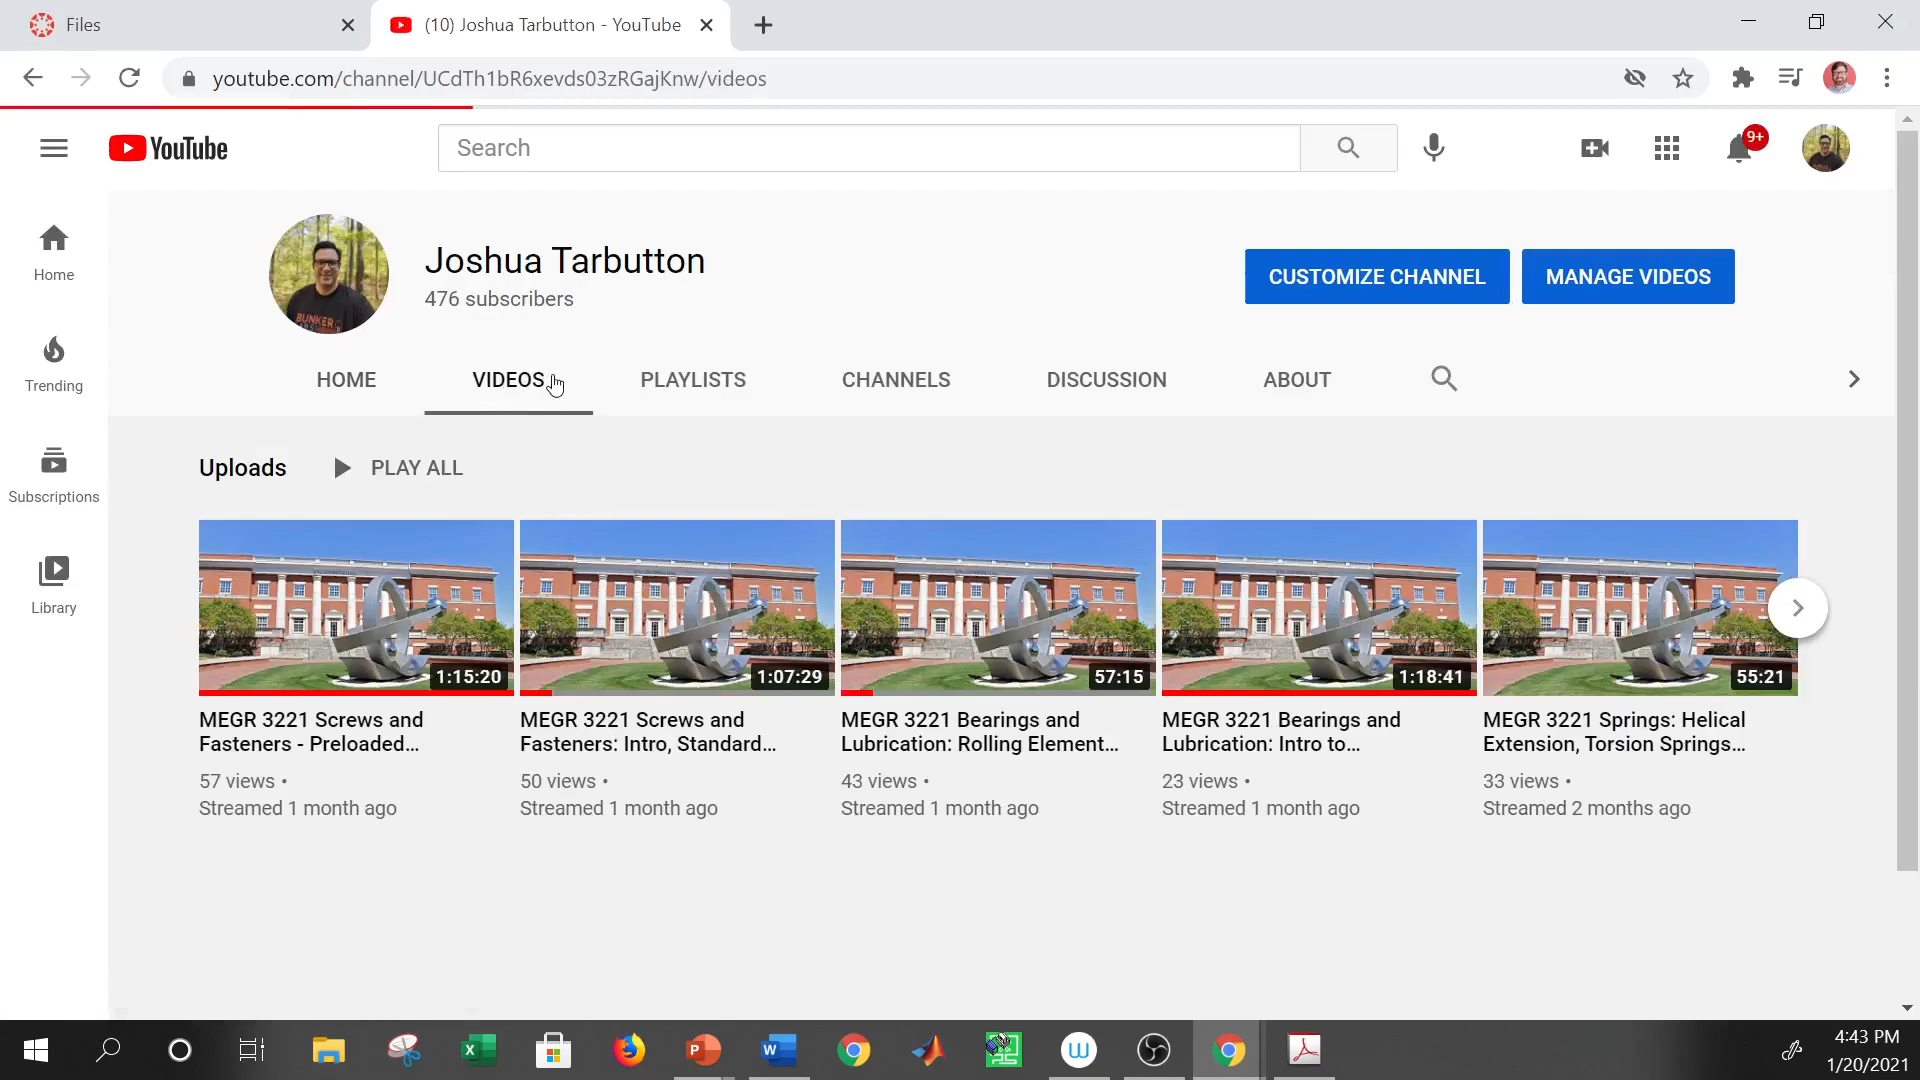 Files
(10) Joshua Tarbutton - YouTube
youtube.com/channel/UCdTh1bR6xevds03zRGajKnw/videos
YouTube
Search
9+
Home
Trending
Subscriptions
Library
Joshua Tarbutton
476 subscribers
CUSTOMIZE CHANNEL
MANAGE VIDEOS
HOME VIDEOS PLAYLISTS CHANNELS DISCUSSION ABOUT
Uploads PLAY ALL
1:15:20
MEGR 3221 Screws and
Fasteners - Preloaded...
57 views •
Streamed 1 month ago
1:07:29
MEGR 3221 Screws and
Fasteners: Intro, Standard...
50 views •
Streamed 1 month ago
57:15
MEGR 3221 Bearings and
Lubrication: Rolling Element...
43 views •
Streamed 1 month ago
1:18:41
MEGR 3221 Bearings and
Lubrication: Intro to...
23 views •
Streamed 1 month ago
55:21
MEGR 3221 Springs: Helical
Extension, Torsion Springs...
33 views •
Streamed 2 months ago
4:43 PM
1/20/2021